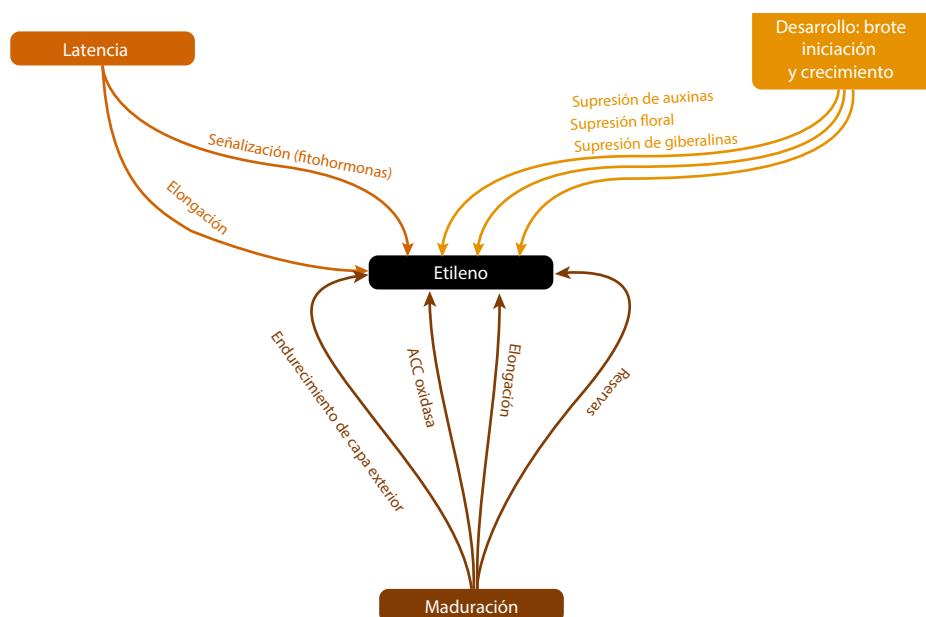 Latencia
Desarrollo: brote
iniciación
y crecimiento
Supresión de auxinas
Supresión floral
Supresión de giberalinas
Señalización (fitohormonas)
Elongación
Etileno
Endurecimiento de capa exterior
ACC oxidasa
Elongación
Reservas
Maduración